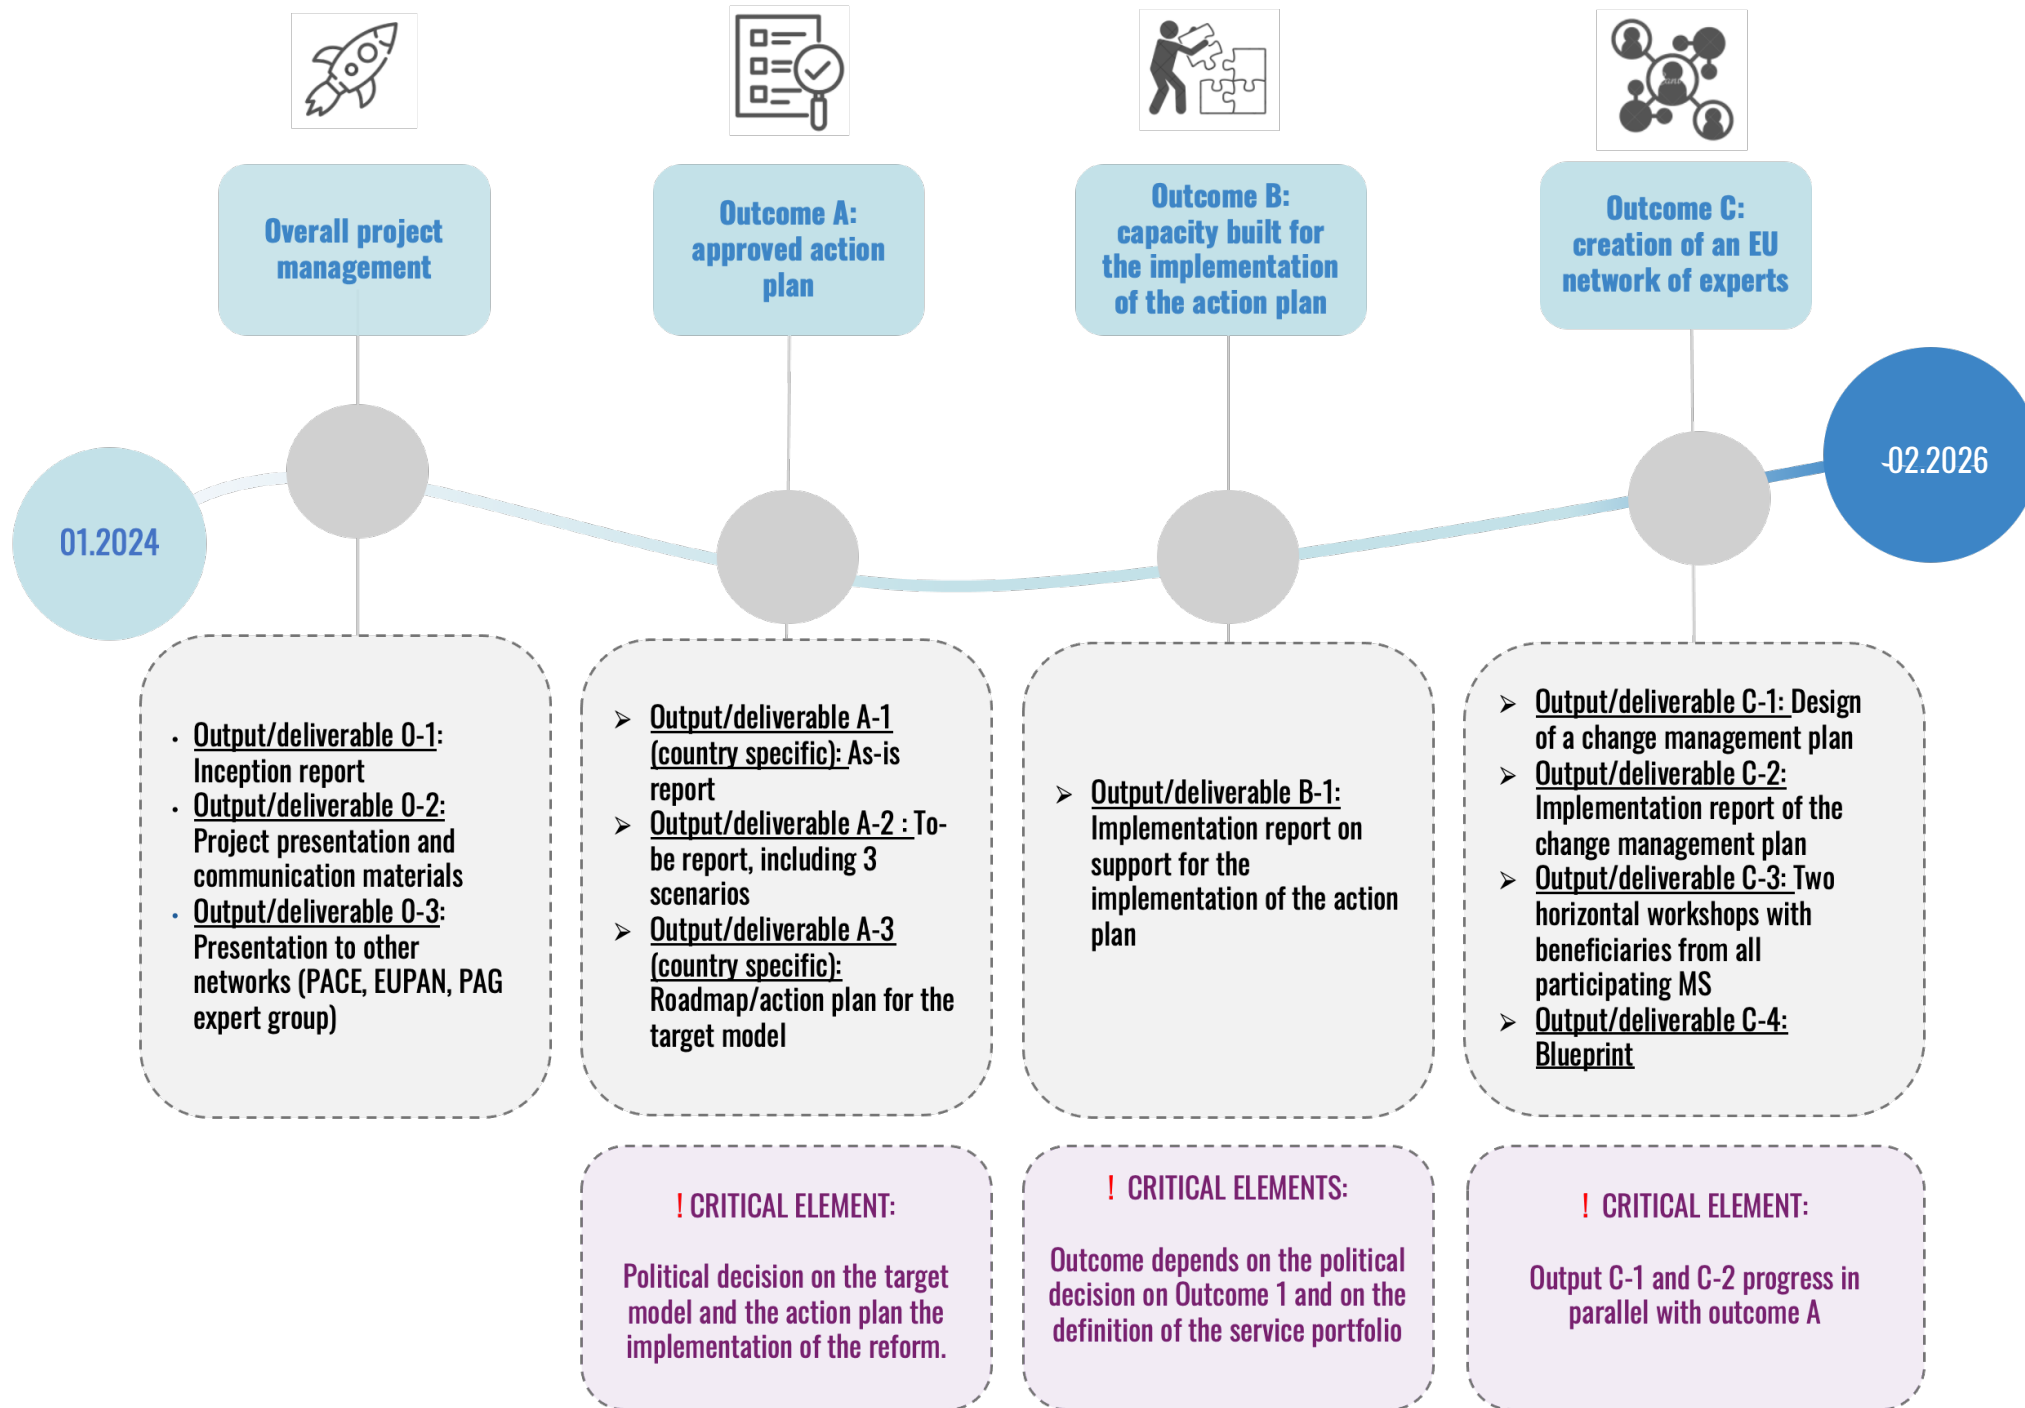 Overall project
management
Outcome A:
approved action
plan
Outcome B:
capacity built for
the implementation
of the action plan
Outcome C:
creation of an EU
network of experts
01.2024
-02.2026
• Output/deliverable 0-1:
Inception report
• Output/deliverable 0-2:
Project presentation and
communication materials
• Output/deliverable 0-3:
Presentation to other
networks (PACE, EUPAN, PAG
expert group)
➢ Output/deliverable A-1
(country specific): As-is
report
➢ Output/deliverable A-2 : To-
be report, including 3
scenarios
➢ Output/deliverable A-3
(country specific):
Roadmap/action plan for the
target model
➢ Output/deliverable B-1:
Implementation report on
support for the
implementation of the action
plan
➢ Output/deliverable C-1: Design
of a change management plan
➢ Output/deliverable C-2:
Implementation report of the
change management plan
➢ Output/deliverable C-3: Two
horizontal workshops with
beneficiaries from all
participating MS
➢ Output/deliverable C-4:
Blueprint
! CRITICAL ELEMENT:
Political decision on the target
model and the action plan the
implementation of the reform.
! CRITICAL ELEMENTS:
Outcome depends on the political
decision on Outcome 1 and on the
definition of the service portfolio
! CRITICAL ELEMENT:
Output C-1 and C-2 progress in
parallel with outcome A